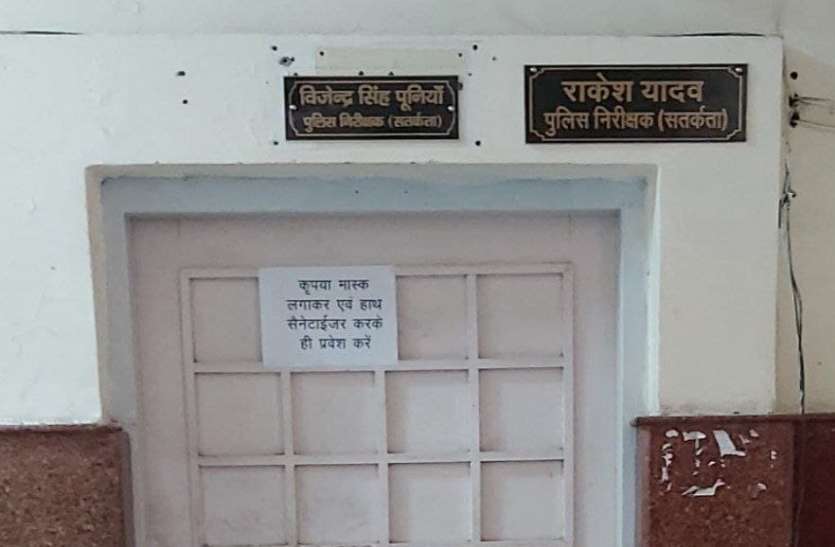 विजेन्द्र सिंह पूनियाँ
पुलिस निरीक्षक (सतर्कता)
राकेश यादव
पुलिस निरीक्षक (सतर्कता)
कृपया मास्क
लगाकर एवं हाथ
सैनेटाईजर करके
ही प्रवेश करें